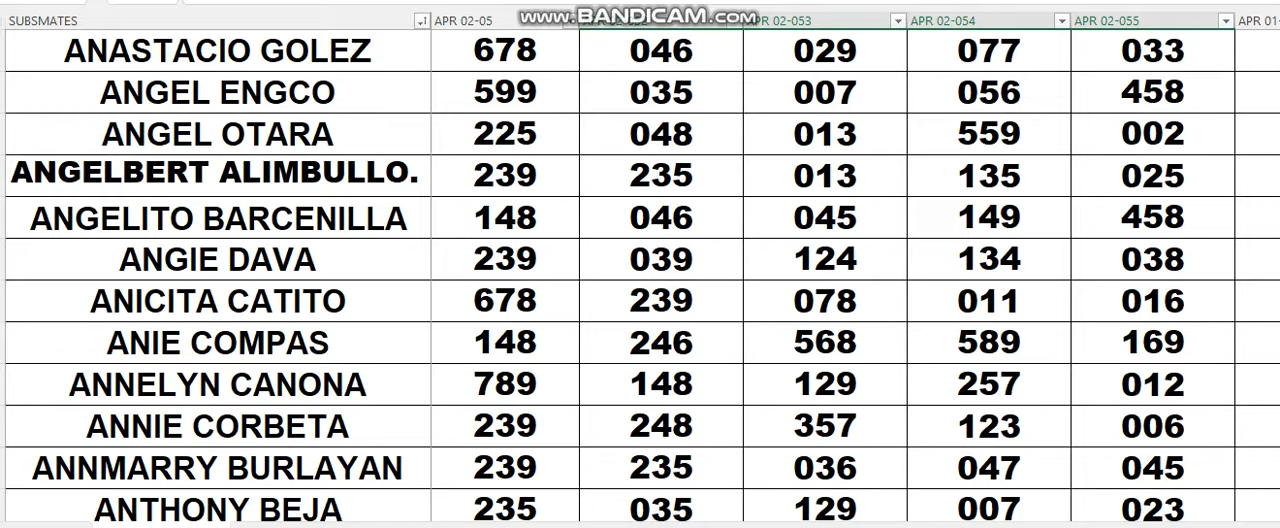 SUBSMATES APR 02-05 www.BANDICAM.com APR 02-053 APR 02-054 APR 02-055 APR 01-
ANASTACIO GOLEZ 678 046 029 077 033
ANGEL ENGCO 599 035 007 056 458
ANGEL OTARA 225 048 013 559 002
ANGELBERT ALIMBULLO. 239 235 013 135 025
ANGELITO BARCENILLA 148 046 045 149 458
ANGIE DAVA 239 039 124 134 038
ANICITA CATITO 678 239 078 011 016
ANIE COMPAS 148 246 568 589 169
ANNELYN CANONA 789 148 129 257 012
ANNIE CORBETA 239 248 357 123 006
ANNMARRY BURLAYAN 239 235 036 047 045
ANTHONY BEJA 235 035 129 007 023